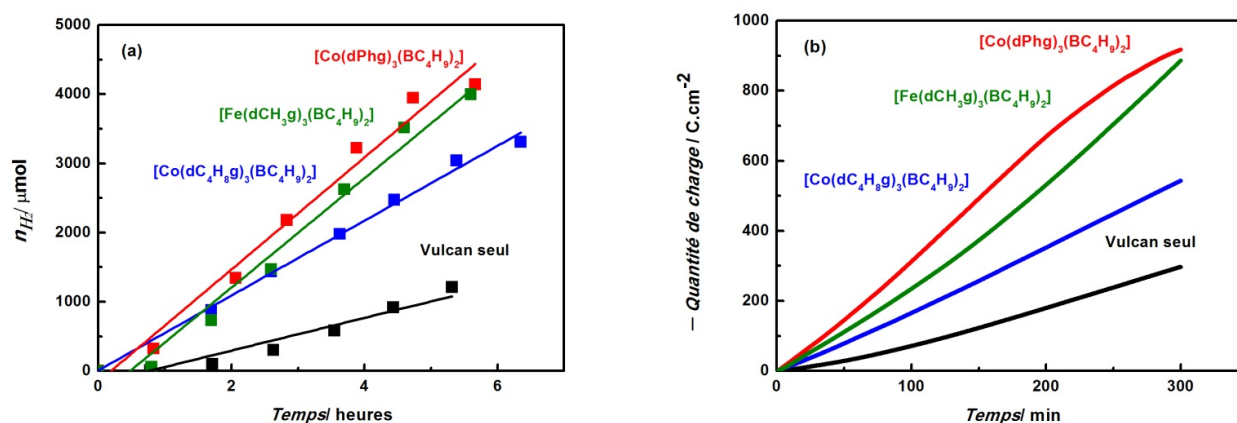 (a)
[Co(dPhg)₃(BC₄H₉)₂]
[Fe(dCH₃g)₃(BC₄H₉)₂]
[Co(dC₄H₈g)₃(BC₄H₉)₂]
Vulcan seul
5000
4000
3000
2000
1000
0
n_H₂/ µmol
0 2 4 6
Temps/ heures
(b)
[Co(dPhg)₃(BC₄H₉)₂]
[Fe(dCH₃g)₃(BC₄H₉)₂]
[Co(dC₄H₈g)₃(BC₄H₉)₂]
Vulcan seul
1000
800
600
400
200
0
— Quantité de charge / C.cm⁻²
0 100 200 300
Temps/ min